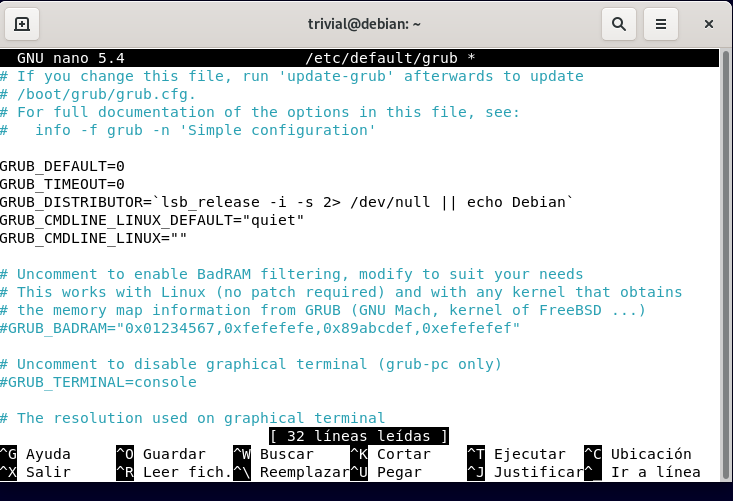 trivial@debian: ~
GNU nano 5.4 /etc/default/grub *
# If you change this file, run 'update-grub' afterwards to update
# /boot/grub/grub.cfg.
# For full documentation of the options in this file, see:
#   info -f grub -n 'Simple configuration'

GRUB_DEFAULT=0
GRUB_TIMEOUT=0
GRUB_DISTRIBUTOR=`lsb_release -i -s 2> /dev/null || echo Debian`
GRUB_CMDLINE_LINUX_DEFAULT="quiet"
GRUB_CMDLINE_LINUX=""

# Uncomment to enable BadRAM filtering, modify to suit your needs
# This works with Linux (no patch required) and with any kernel that obtains
# the memory map information from GRUB (GNU Mach, kernel of FreeBSD ...)
#GRUB_BADRAM="0x01234567,0xfefefefe,0x89abcdef,0xefefefef"

# Uncomment to disable graphical terminal (grub-pc only)
#GRUB_TERMINAL=console

# The resolution used on graphical terminal
[ 32 líneas leídas ]
^G Ayuda ^O Guardar ^W Buscar ^K Cortar ^T Ejecutar ^C Ubicación
^X Salir ^R Leer fich. ^\ Reemplazar ^U Pegar ^J Justificar ^_ Ir a línea